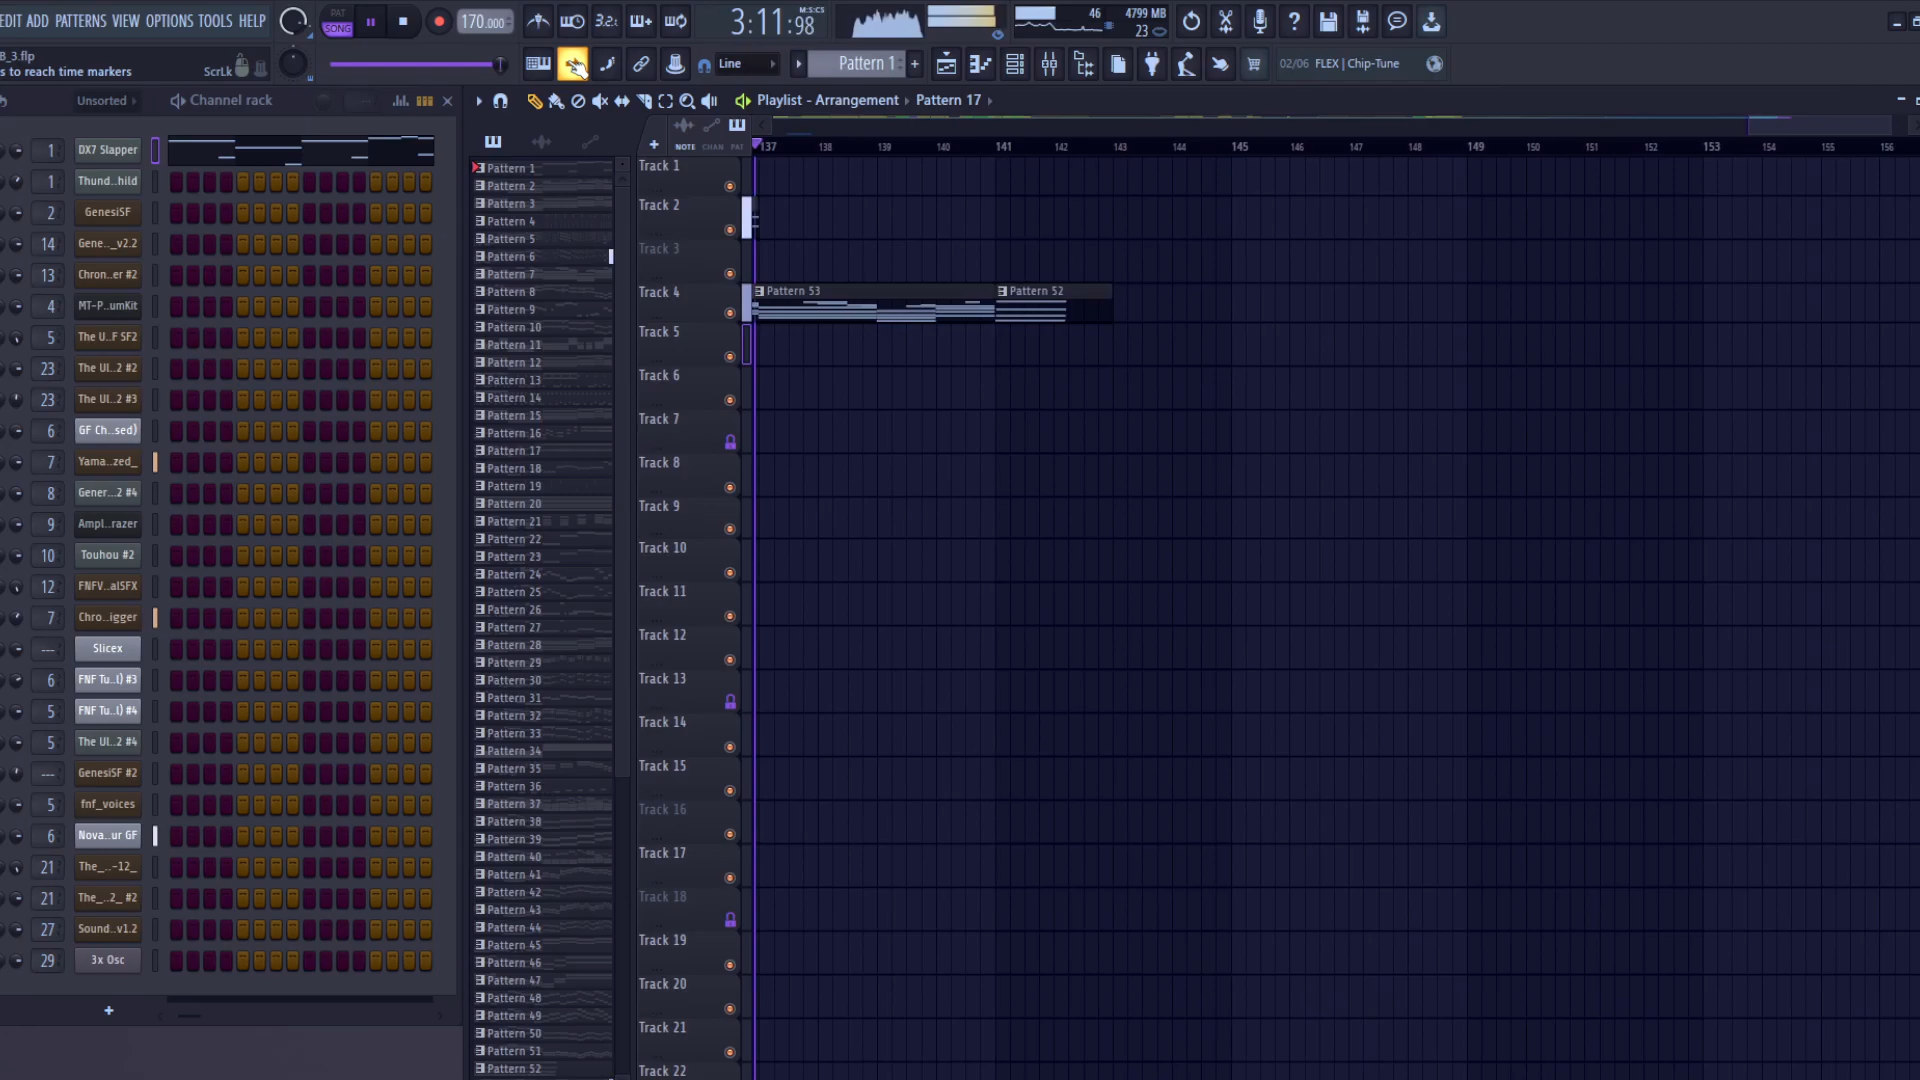 EDIT ADD PATTERNS VIEW OPTIONS TOOLS HELP
PAT
SONG
170.000
3.2.
3:11:98
M:S:CS
46
4799 MB
23
B_3.flp
s to reach time markers
ScrLk
Line
Pattern 1
02/06 FLEX | Chip-Tune
Unsorted
Channel rack
Playlist - Arrangement
Pattern 17
NOTE CHAN PAT
137 138 139 140 141 142 143 144 145 146 147 148 149 150 151 152 153 154 155 156
1 DX7 Slapper
1 Thund..hild
2 GenesiSF
14 Gene.._v2.2
13 Chron..er #2
4 MT-P..umKit
5 The U..F SF2
23 The Ul..2 #2
23 The Ul..2 #3
6 GF Ch..sed)
7 Yama..zed_
8 Gener..2 #4
9 Ampl..razer
10 Touhou #2
12 FNFV..alSFX
7 Chro..igger
--- Slicex
6 FNF Tu..l) #3
5 FNF Tu..l) #4
5 The Ul..2 #4
--- GenesiSF #2
5 fnf_voices
6 Nova..ur GF
21 The_..-12_
21 The_..2_ #2
27 Sound..v1.2
29 3x Osc
+
Pattern 1
Pattern 2
Pattern 3
Pattern 4
Pattern 5
Pattern 6
Pattern 7
Pattern 8
Pattern 9
Pattern 10
Pattern 11
Pattern 12
Pattern 13
Pattern 14
Pattern 15
Pattern 16
Pattern 17
Pattern 18
Pattern 19
Pattern 20
Pattern 21
Pattern 22
Pattern 23
Pattern 24
Pattern 25
Pattern 26
Pattern 27
Pattern 28
Pattern 29
Pattern 30
Pattern 31
Pattern 32
Pattern 33
Pattern 34
Pattern 35
Pattern 36
Pattern 37
Pattern 38
Pattern 39
Pattern 40
Pattern 41
Pattern 42
Pattern 43
Pattern 44
Pattern 45
Pattern 46
Pattern 47
Pattern 48
Pattern 49
Pattern 50
Pattern 51
Pattern 52
Track 1
Track 2
Track 3
Track 4
Pattern 53
Pattern 52
Track 5
Track 6
Track 7
Track 8
Track 9
Track 10
Track 11
Track 12
Track 13
Track 14
Track 15
Track 16
Track 17
Track 18
Track 19
Track 20
Track 21
Track 22